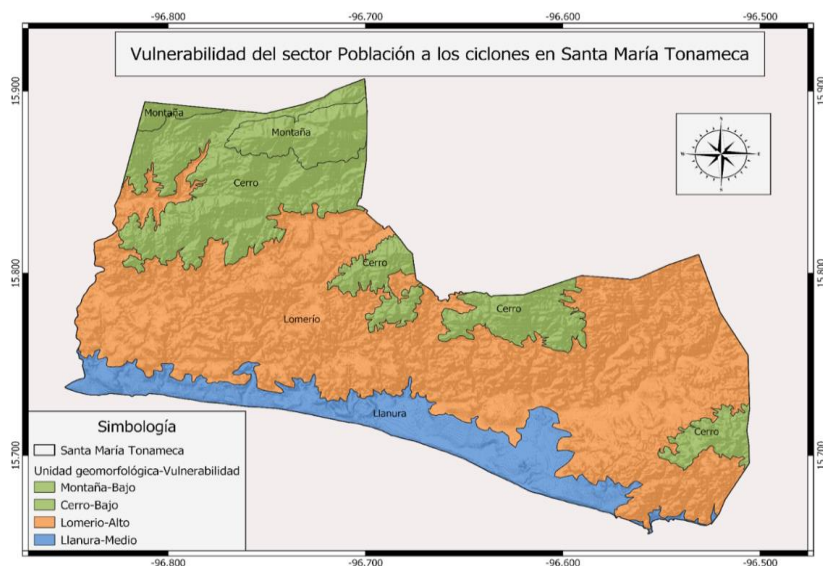 -96.800 -96.700 -96.600 -96.500
Vulnerabilidad del sector Población a los ciclones en Santa María Tonameca
15.900 15.900
Montaña
Montaña
N
N E
S
Cerro
15.800 15.800
Cerro
Cerro
Lomerío
Llanura
Cerro
15.700 15.700
Simbología
Santa María Tonameca
Unidad geomorfológica-Vulnerabilidad
Montaña-Bajo
Cerro-Bajo
Lomerio-Alto
Llanura-Medio
-96.800 -96.700 -96.600 -96.500